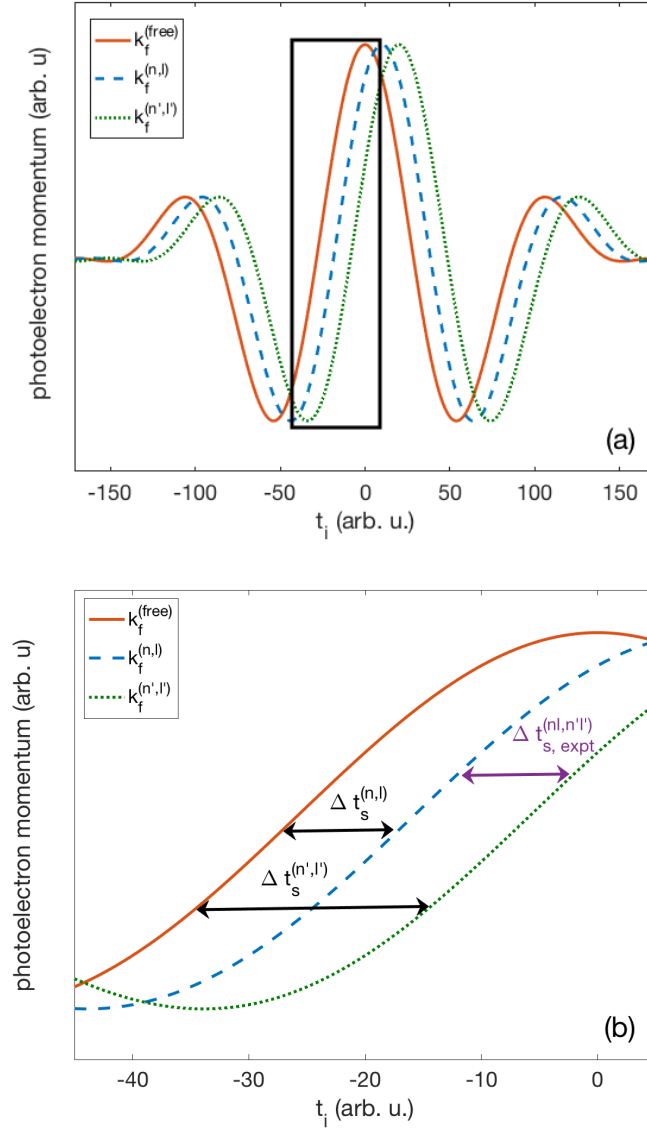 k_f^(free)
k_f^(n,l)
k_f^(n',l')
photoelectron momentum (arb. u.)
(a)
-150 -100 -50 0 50 100 150
t_i (arb. u.)
k_f^(free)
k_f^(n,l)
k_f^(n',l')
Δ t_s, expt^(nl,n'l')
Δ t_s^(n,l)
Δ t_s^(n',l')
photoelectron momentum (arb. u)
(b)
-40 -30 -20 -10 0
t_i (arb. u.)